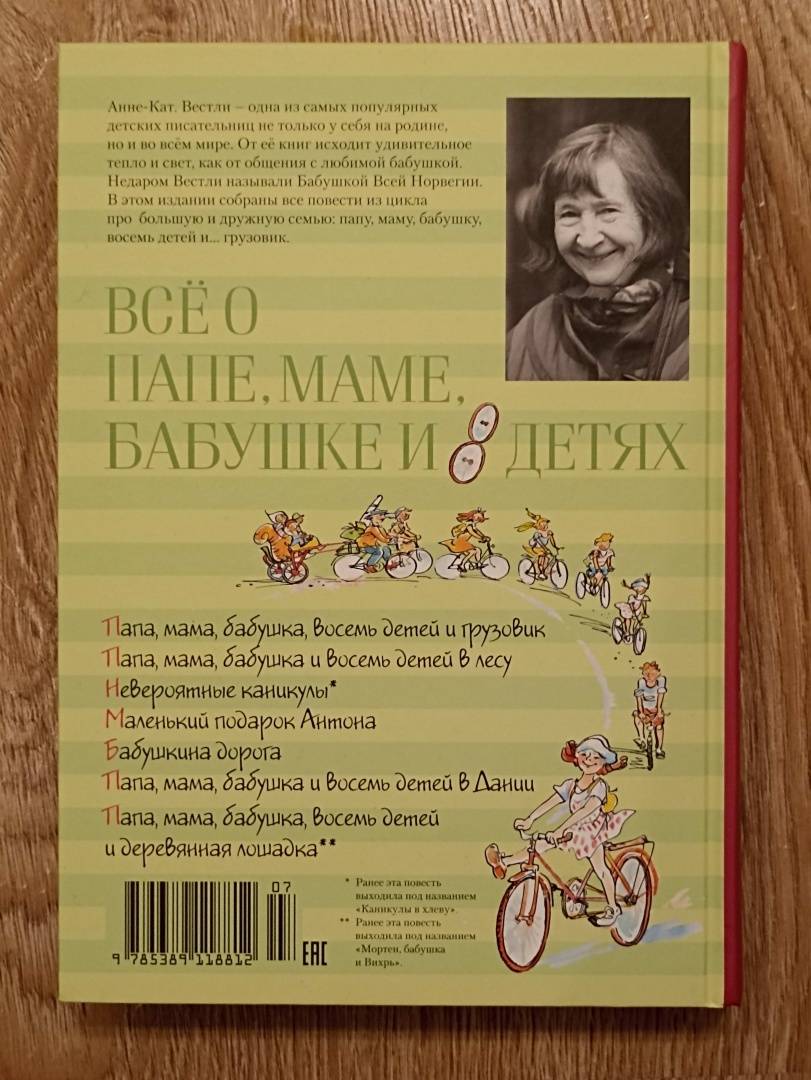 Анне-Кат. Вестли – одна из самых популярных
детских писательниц не только у себя на родине,
но и во всём мире. От её книг исходит удивительное
тепло и свет, как от общения с любимой бабушкой.
Недаром Вестли называли Бабушкой Всей Норвегии.
В этом издании собраны все повести из цикла
про большую и дружную семью: папу, маму, бабушку,
восемь детей и... грузовик.
ВСЁ О
ПАПЕ, МАМЕ,
БАБУШКЕ И 8 ДЕТЯХ
Папа, мама, бабушка, восемь детей и грузовик
Папа, мама, бабушка и восемь детей в лесу
Невероятные каникулы*
Маленький подарок Антона
Бабушкина дорога
Папа, мама, бабушка и восемь детей в Дании
Папа, мама, бабушка, восемь детей
и деревянная лошадка**
* Ранее эта повесть
выходила под названием
«Каникулы в хлеву».
** Ранее эта повесть
выходила под названием
«Мортен, бабушка
и Вихрь».
07
9 785389 118812
ЕАС